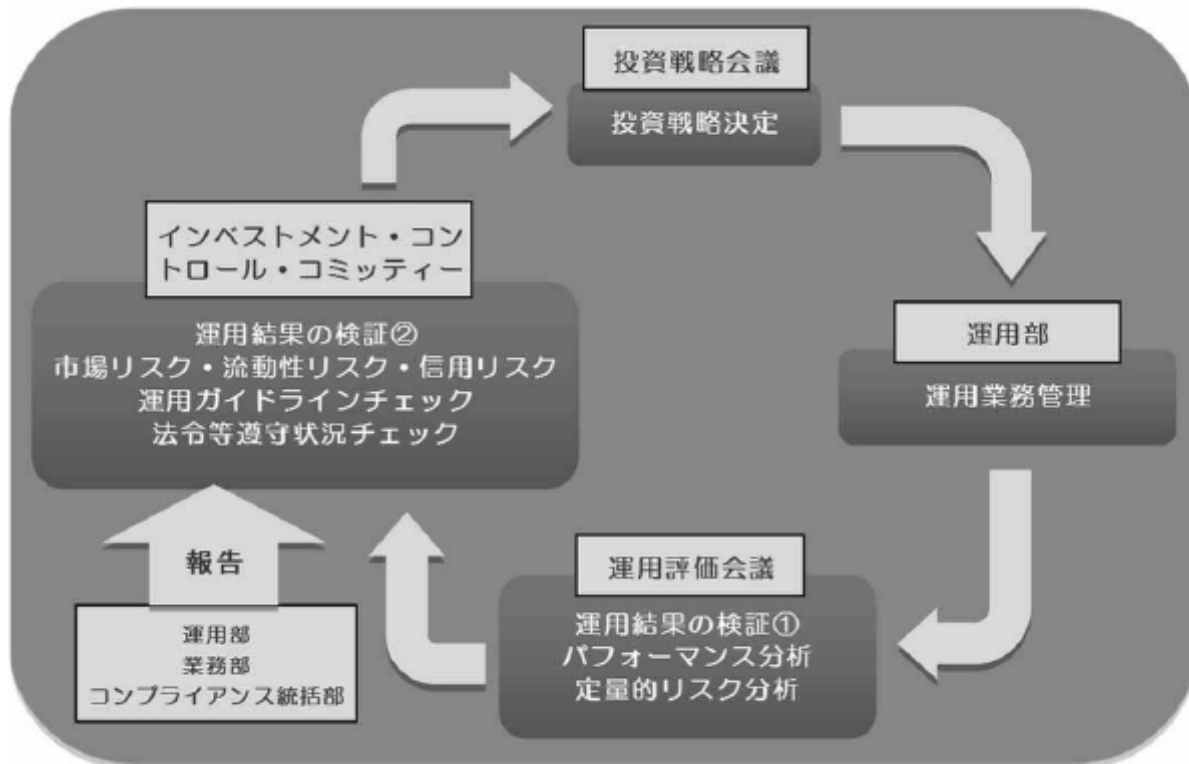 投資戦略会議
投資戦略決定
インベストメント・コン
トロール・コミッティー
運用結果の検証②
市場リスク・流動性リスク・信用リスク
運用ガイドラインチェック
法令等遵守状況チェック
運用部
運用業務管理
報告
運用部
業務部
コンプライアンス統括部
運用評価会議
運用結果の検証①
パフォーマンス分析
定量的リスク分析